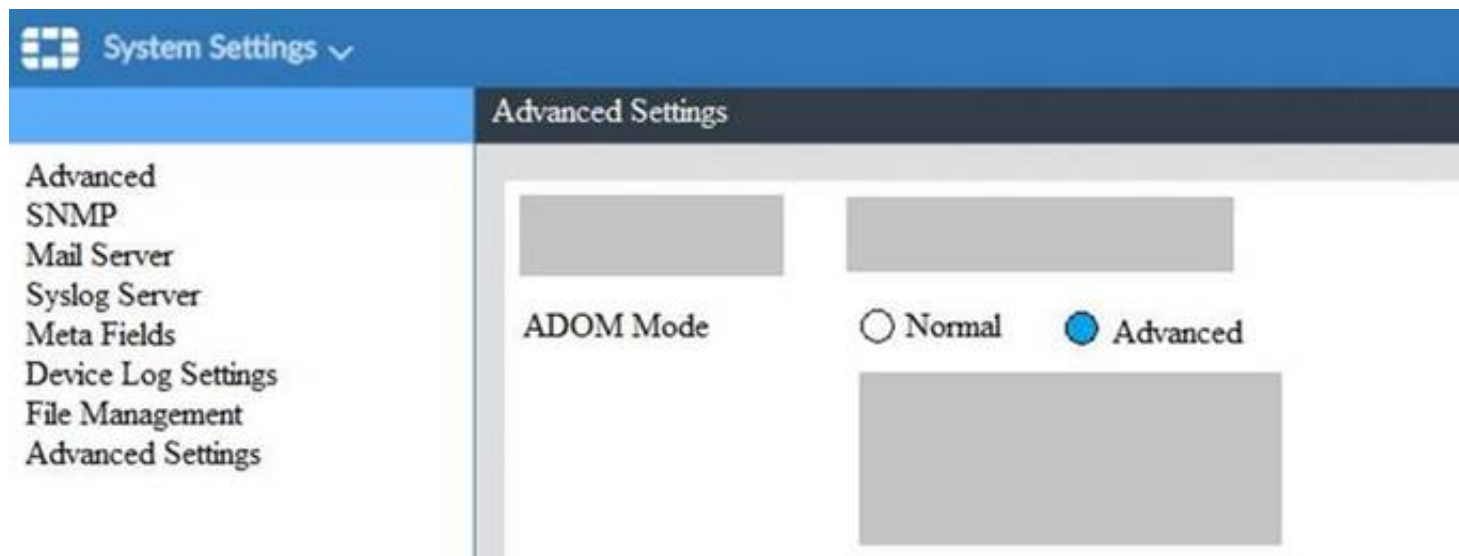 System Settings
Advanced Settings
Advanced
SNMP
Mail Server
Syslog Server
Meta Fields
Device Log Settings
File Management
Advanced Settings
ADOM Mode Normal Advanced